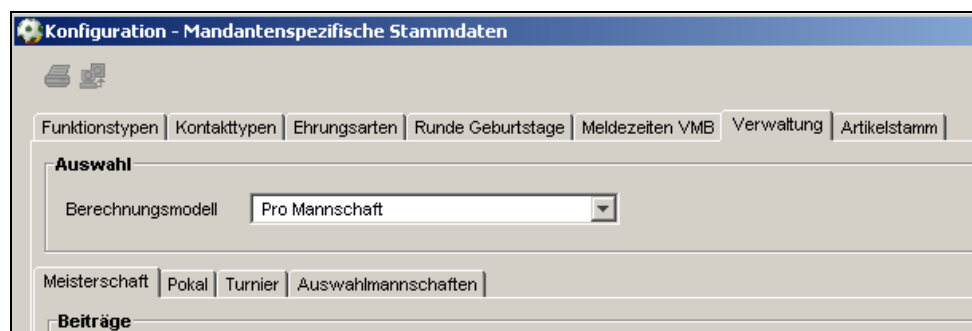 Konfiguration - Mandantenspezifische Stammdaten
Funktionstypen Kontakttypen Ehrungsarten Runde Geburtstage Meldezeiten VMB Verwaltung Artikelstamm
Auswahl
Berechnungsmodell Pro Mannschaft
Meisterschaft Pokal Turnier Auswahlmannschaften
Beiträge